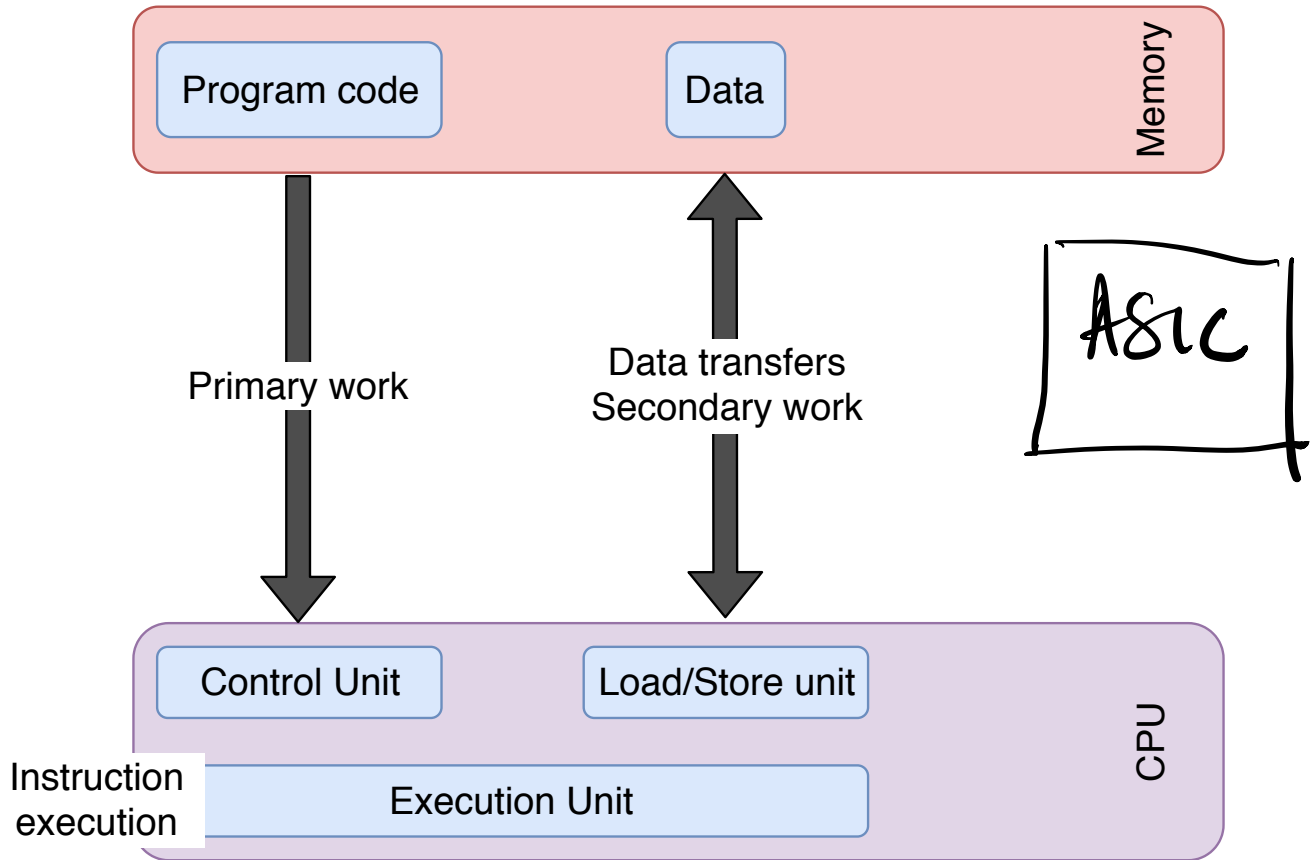 Program code
Data
Memory
ASIC
Primary work
Data transfers
Secondary work
Control Unit
Load/Store unit
CPU
Instruction
execution
Execution Unit